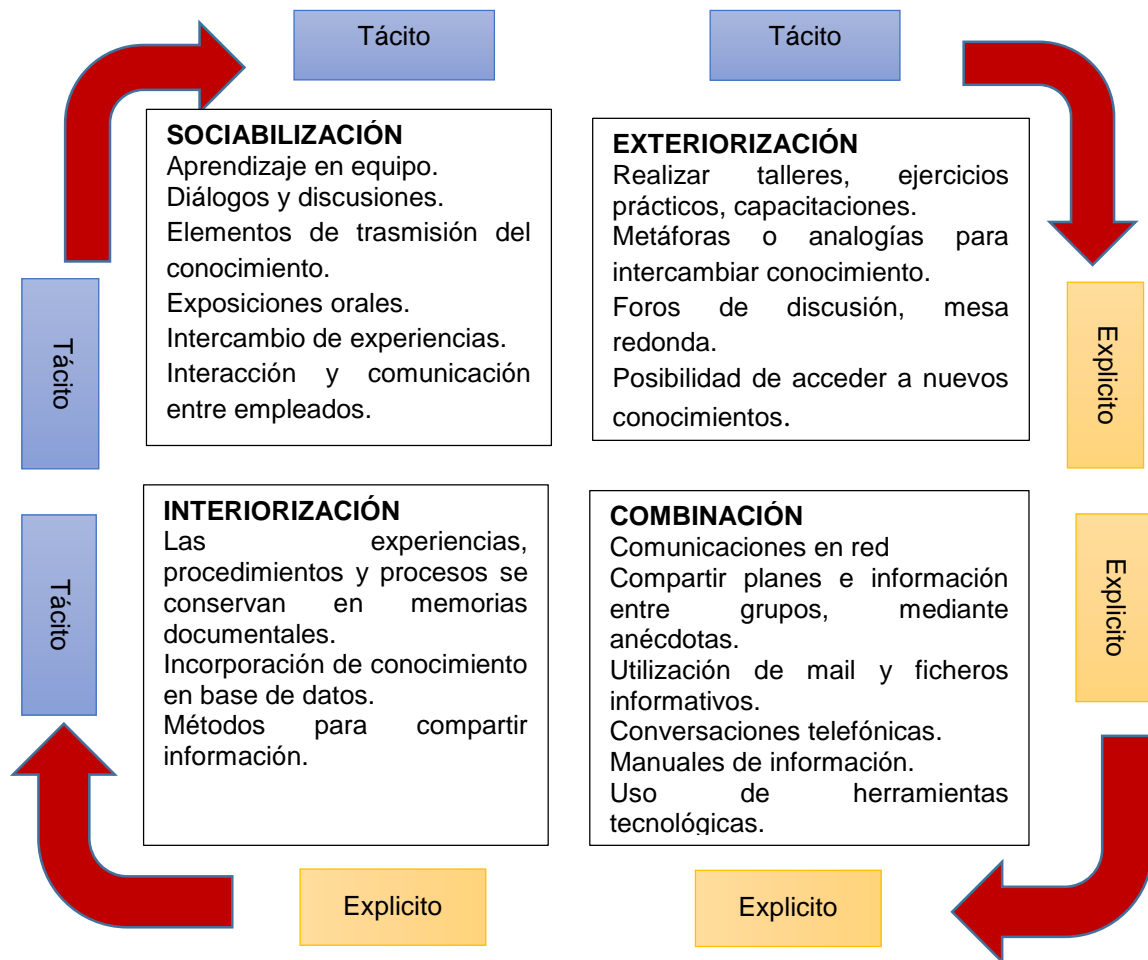 Tácito
Tácito
SOCIABILIZACIÓN
Aprendizaje en equipo.
Diálogos y discusiones.
Elementos de trasmisión del
conocimiento.
Exposiciones orales.
Intercambio de experiencias.
Interacción y comunicación
entre empleados.
EXTERIORIZACIÓN
Realizar talleres, ejercicios
prácticos, capacitaciones.
Metáforas o analogías para
intercambiar conocimiento.
Foros de discusión, mesa
redonda.
Posibilidad de acceder a nuevos
conocimientos.
Tácito
Explicito
INTERIORIZACIÓN
Las experiencias,
procedimientos y procesos se
conservan en memorias
documentales.
Incorporación de conocimiento
en base de datos.
Métodos para compartir
información.
COMBINACIÓN
Comunicaciones en red
Compartir planes e información
entre grupos, mediante
anécdotas.
Utilización de mail y ficheros
informativos.
Conversaciones telefónicas.
Manuales de información.
Uso de herramientas
tecnológicas.
Tácito
Explicito
Explicito
Explicito